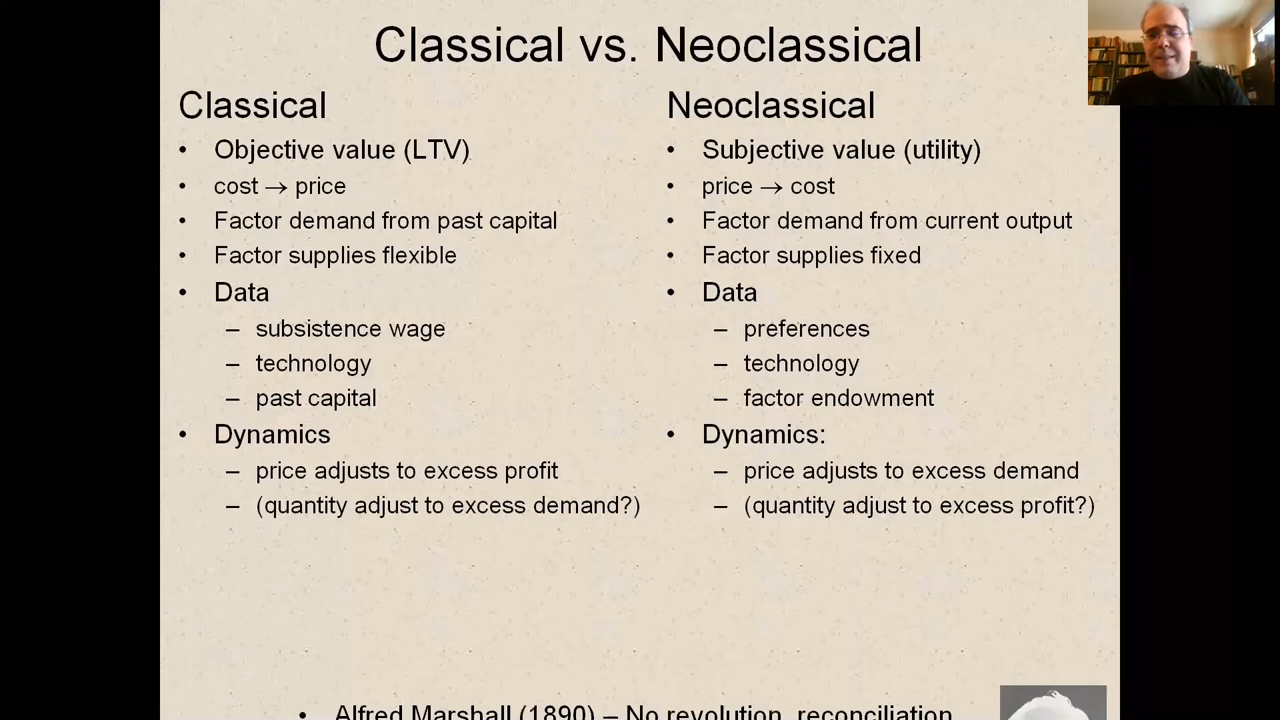 Classical vs. Neoclassical
Classical
• Objective value (LTV)
• cost → price
• Factor demand from past capital
• Factor supplies flexible
• Data
– subsistence wage
– technology
– past capital
• Dynamics
– price adjusts to excess profit
– (quantity adjust to excess demand?)
Neoclassical
• Subjective value (utility)
• price → cost
• Factor demand from current output
• Factor supplies fixed
• Data
– preferences
– technology
– factor endowment
• Dynamics:
– price adjusts to excess demand
– (quantity adjust to excess profit?)
• Alfred Marshall (1890) – No revolution, reconciliation